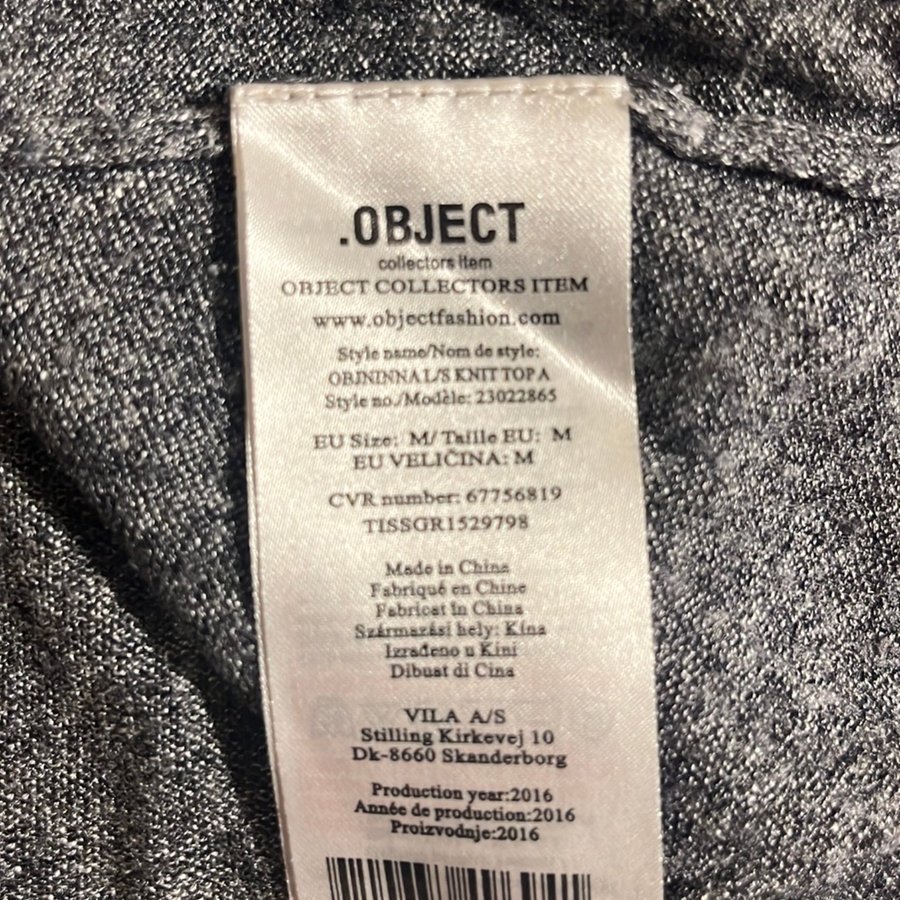 .OBJECT
collectors item
OBJECT COLLECTORS ITEM
www.objectfashion.com
Style name/Nom de style:
OBJNINNA L/S KNIT TOP A
Style no./Modèle: 23022865
EU Size: M/ Taille EU: M
EU VELIČINA: M
CVR number: 67756819
TISSGR1529798
Made in China
Fabriqué en Chine
Fabricat în China
Származási hely: Kína
Izrađeno u Kini
Dibuat di Cina
VILA A/S
Stilling Kirkevej 10
Dk-8660 Skanderborg
Production year:2016
Année de production:2016
Proizvodnje:2016